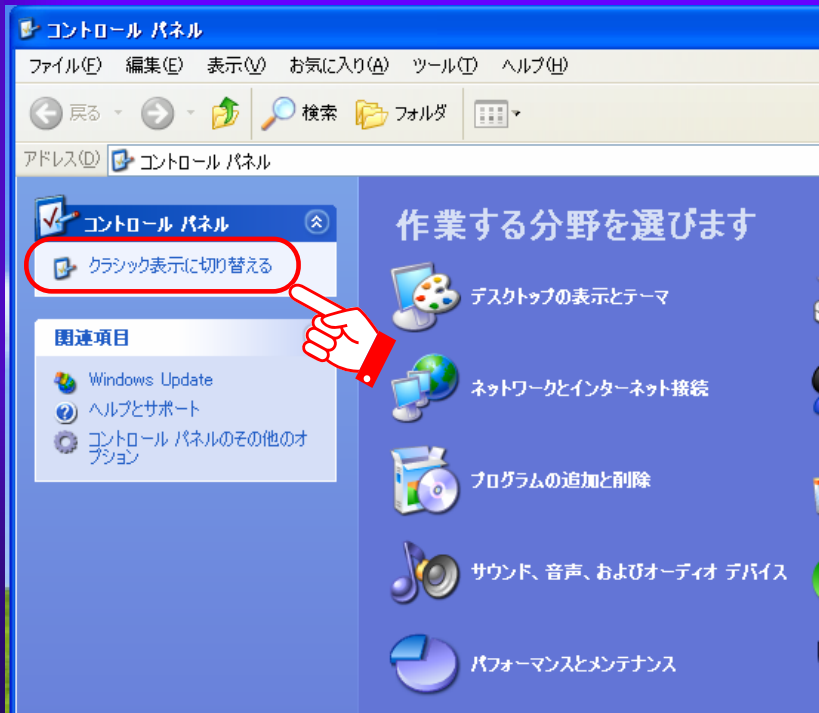 コントロール パネル
ファイル(F) 編集(E) 表示(V) お気に入り(A) ツール(T) ヘルプ(H)
戻る 検索 フォルダ
アドレス(D) コントロール パネル
コントロール パネル
クラシック表示に切り替える
関連項目
Windows Update
ヘルプとサポート
コントロール パネルのその他のオ
プション
作業する分野を選びます
デスクトップの表示とテーマ
ネットワークとインターネット接続
プログラムの追加と削除
サウンド、音声、およびオーディオ デバイス
パフォーマンスとメンテナンス